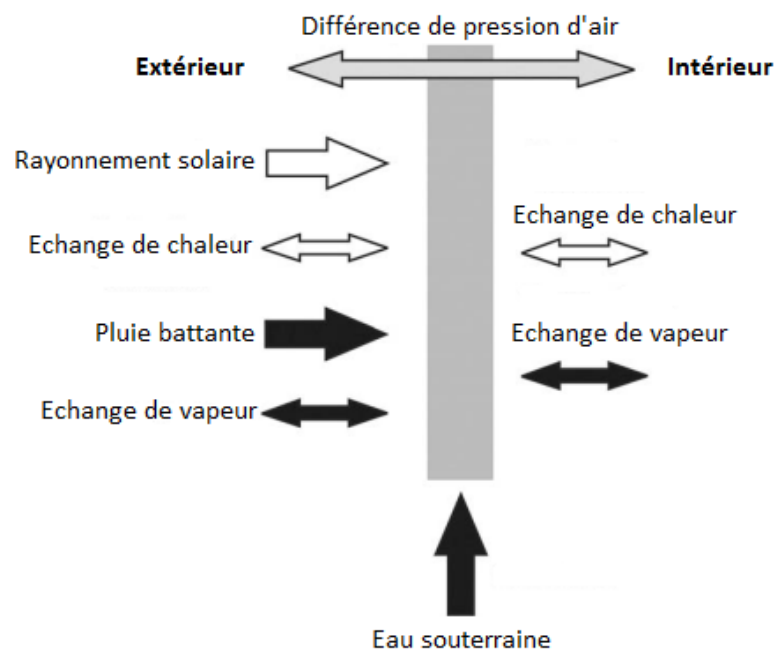 Différence de pression d'air
Extérieur
Intérieur
Rayonnement solaire
Echange de chaleur
Echange de chaleur
Pluie battante
Echange de vapeur
Echange de vapeur
Eau souterraine